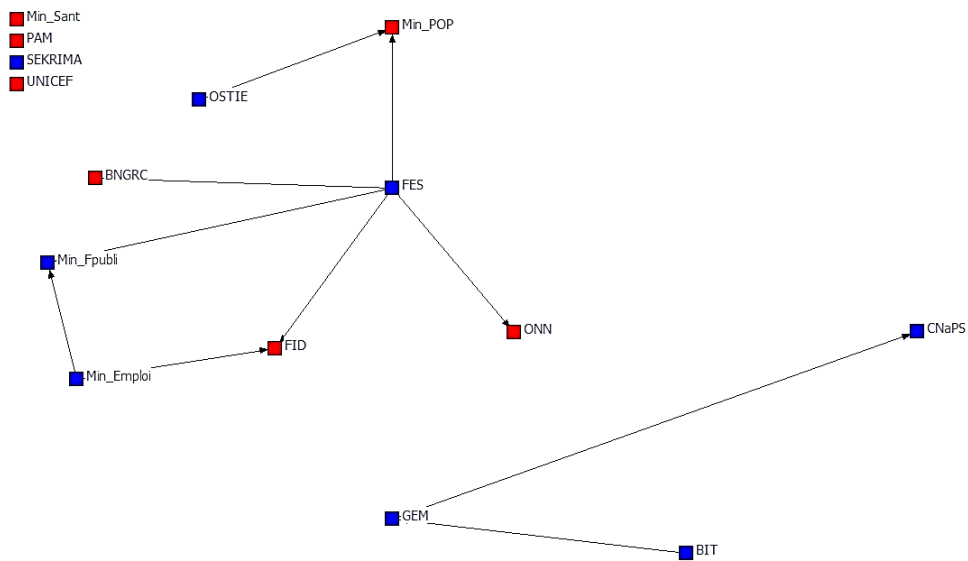 Min_Sant
PAM
SEKRIMA
UNICEF
Min_POP
OSTIE
BNGRC
FES
Min_Fpubli
ONN
CNaPS
FID
Min_Emploi
GEM
BIT